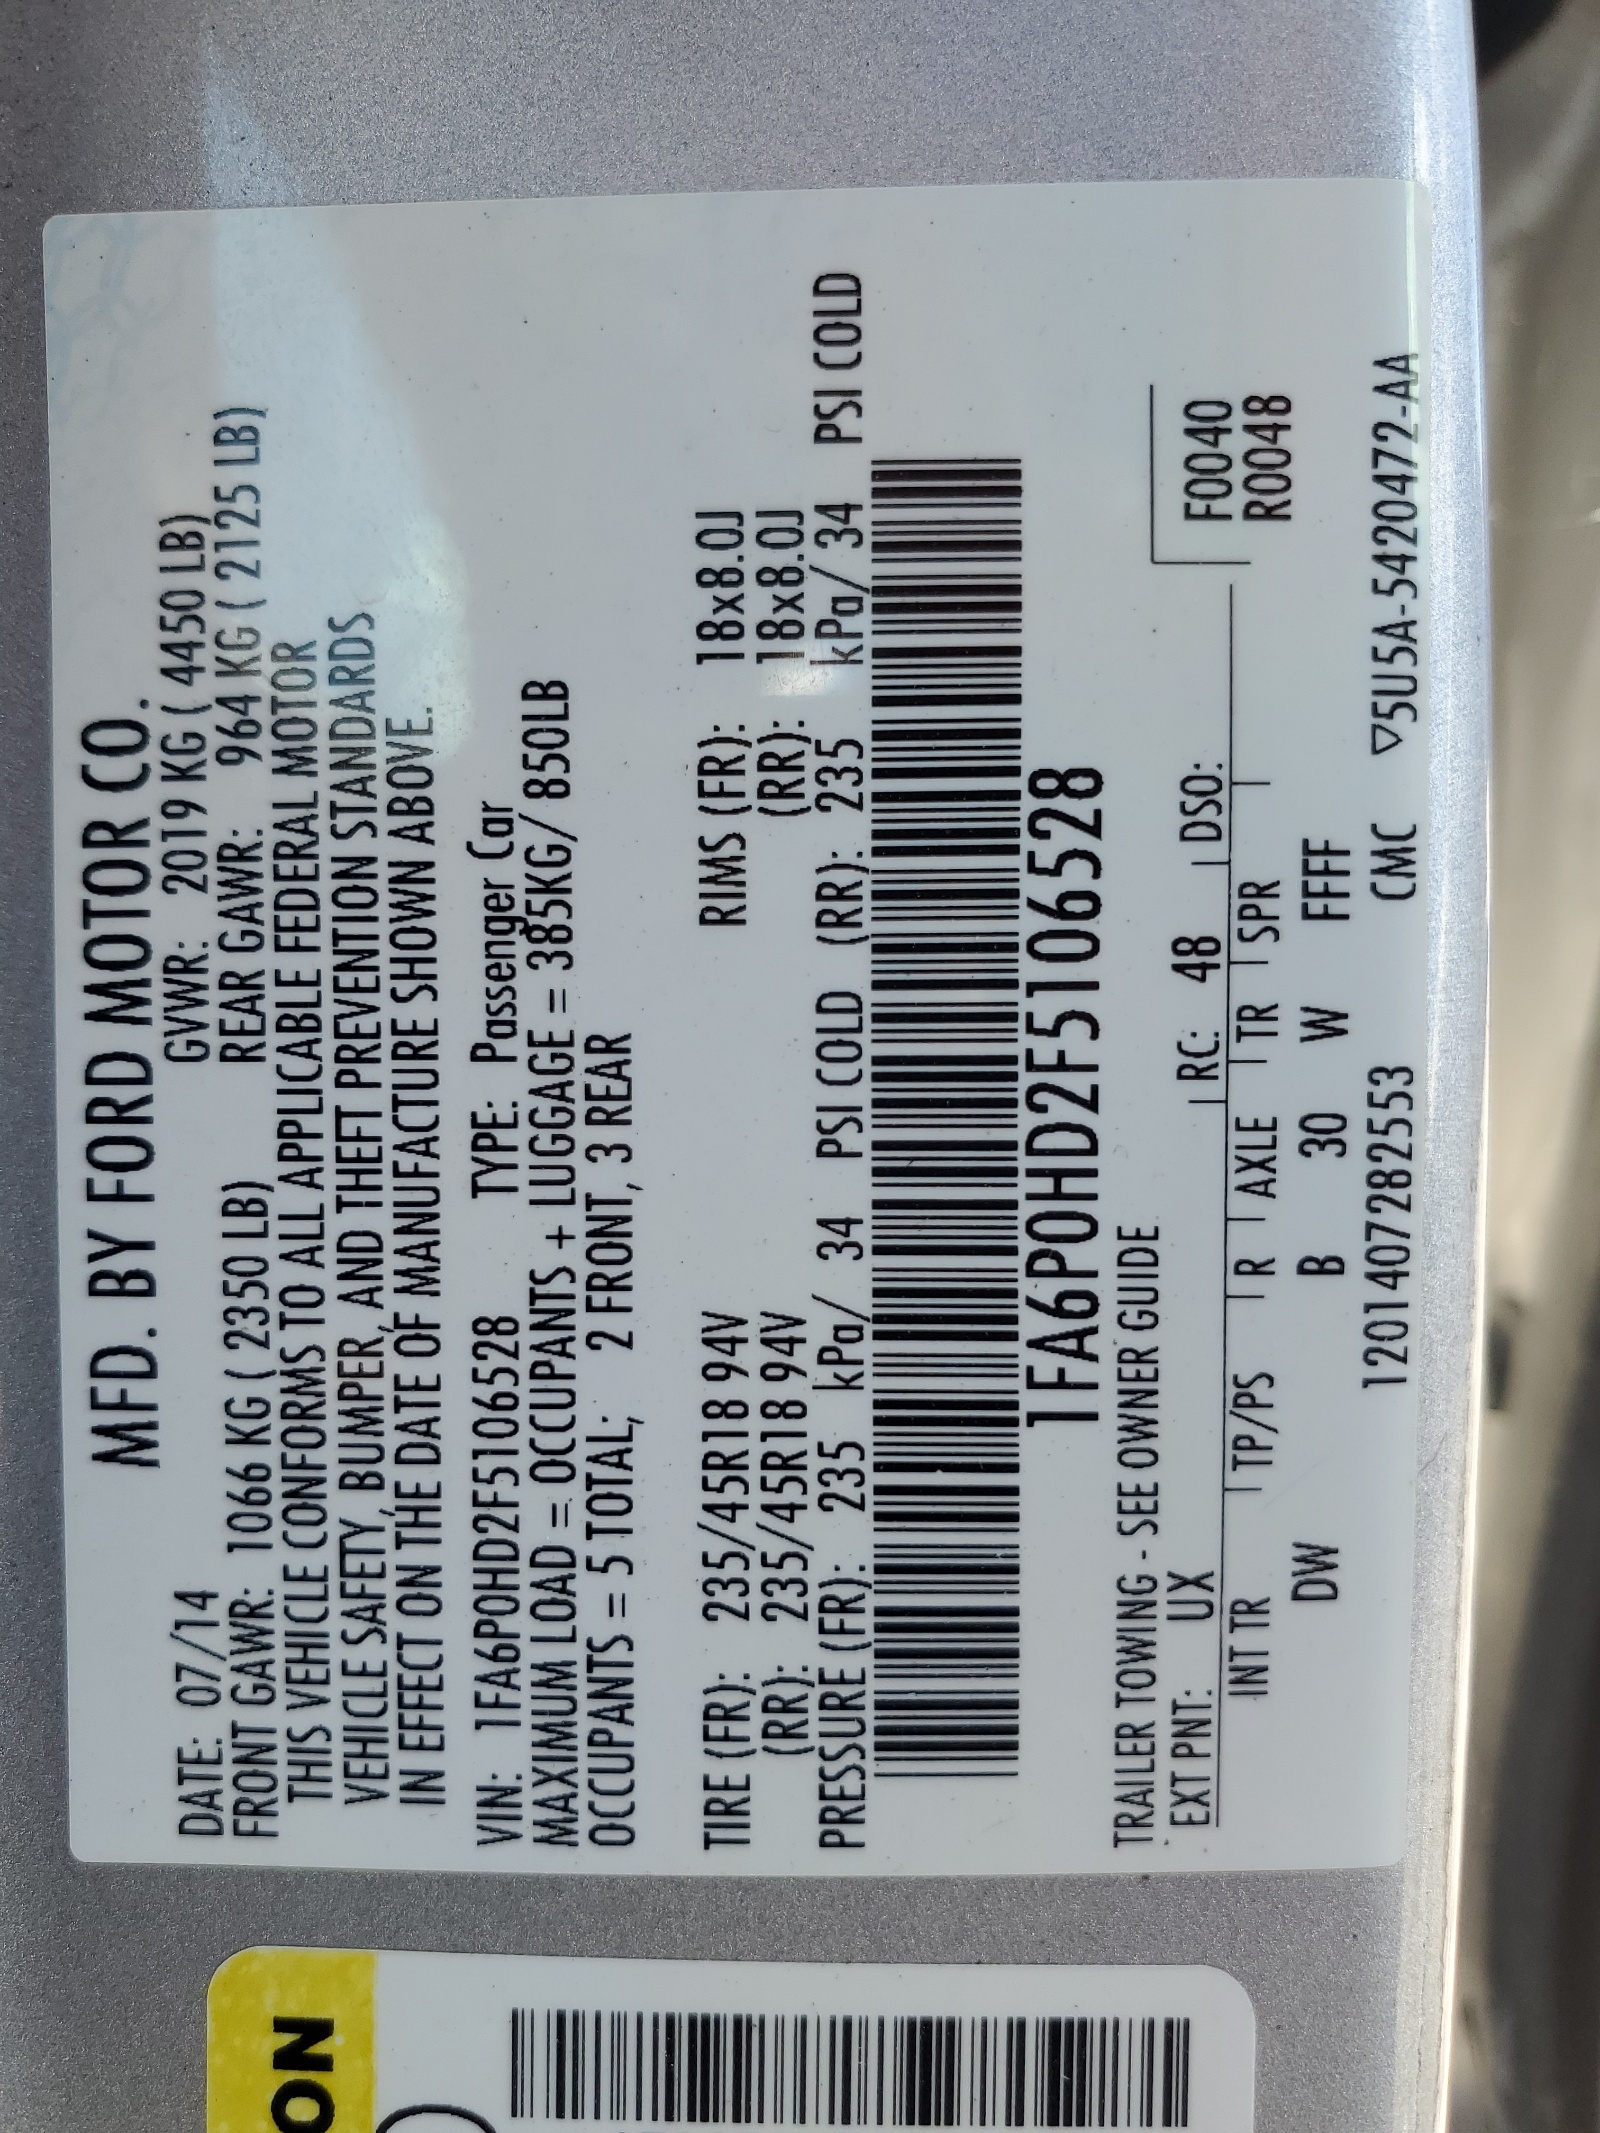 MFD. BY FORD MOTOR CO.
DATE: 07/14 GVWR: 2019 KG ( 4450 LB)
FRONT GAWR: 1066 KG ( 2350 LB) REAR GAWR: 964 KG ( 2125 LB)
THIS VEHICLE CONFORMS TO ALL APPLICABLE FEDERAL MOTOR
VEHICLE SAFETY, BUMPER, AND THEFT PREVENTION STANDARDS
IN EFFECT ON THE DATE OF MANUFACTURE SHOWN ABOVE.
VIN: 1FA6P0HD2F5106528 TYPE: Passenger Car
MAXIMUM LOAD = OCCUPANTS + LUGGAGE = 385KG/ 850LB
OCCUPANTS = 5 TOTAL; 2 FRONT, 3 REAR
TIRE (FR): 235/45R18 94V RIMS (FR): 18x8.0J
(RR): 235/45R18 94V (RR): 18x8.0J
PRESSURE (FR): 235 kPa/ 34 PSI COLD (RR): 235 kPa/ 34 PSI COLD
1FA6P0HD2F5106528
TRAILER TOWING - SEE OWNER GUIDE
EXT PNT: UX RC: 48 DSO: F0040
R0048
INT TR TP/PS R AXLE TR SPR
DW B 30 W FFFF
12014072825​53 CMC ▽5U5A-5420472-AA
ON